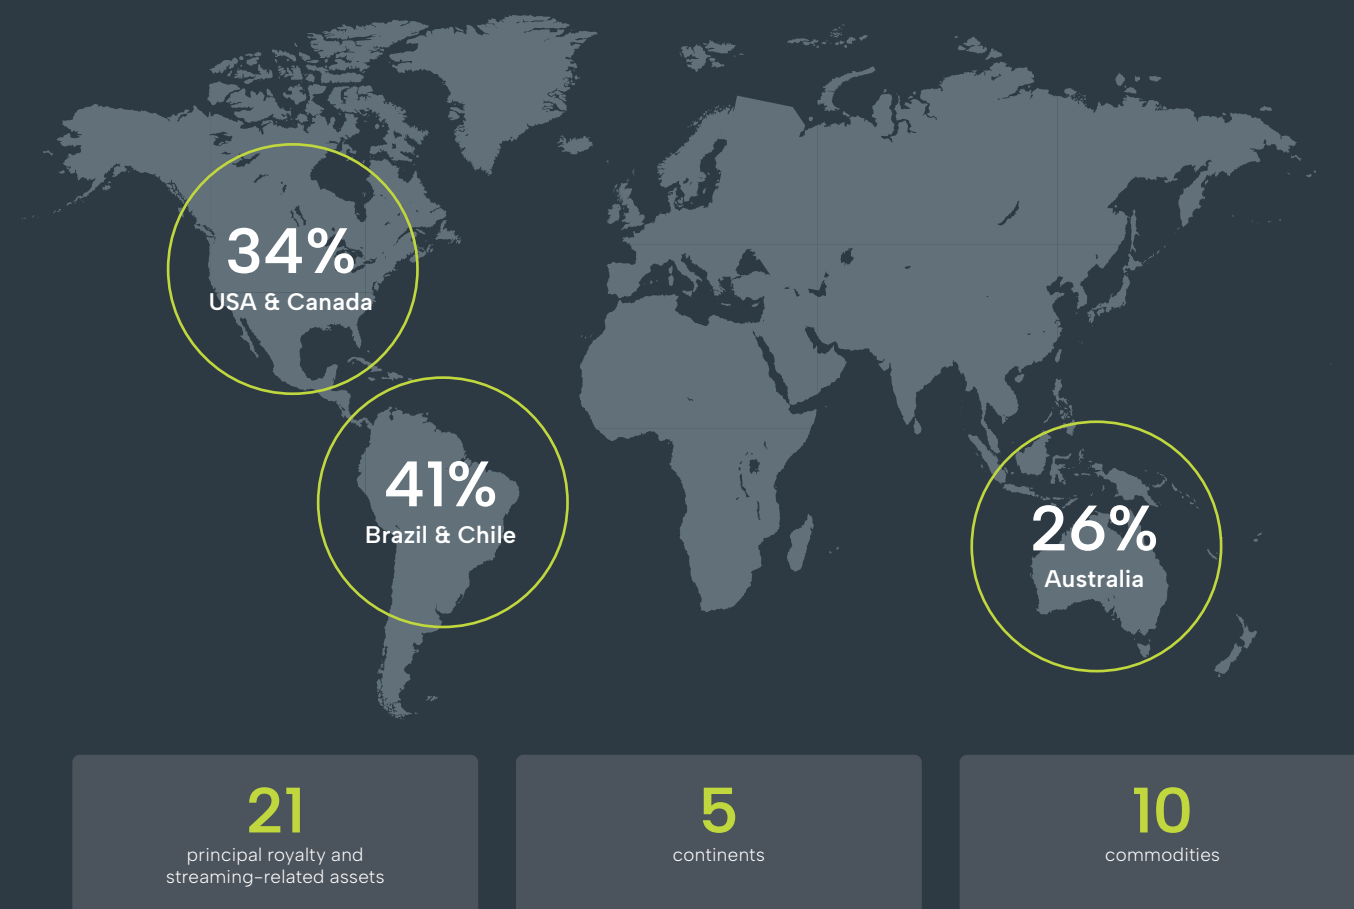 34%
USA & Canada
41%
Brazil & Chile
26%
Australia
21
principal royalty and
streaming-related assets
5
continents
10
commodities